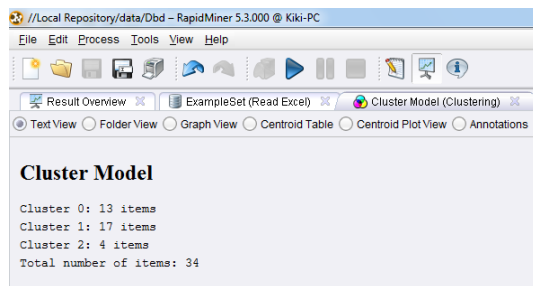 //Local Repository/data/Dbd – RapidMiner 5.3.000 @ Kiki-PC
File Edit Process Tools View Help
Result Overview ExampleSet (Read Excel) Cluster Model (Clustering)
Text View Folder View Graph View Centroid Table Centroid Plot View Annotations
Cluster Model
Cluster 0: 13 items
Cluster 1: 17 items
Cluster 2: 4 items
Total number of items: 34